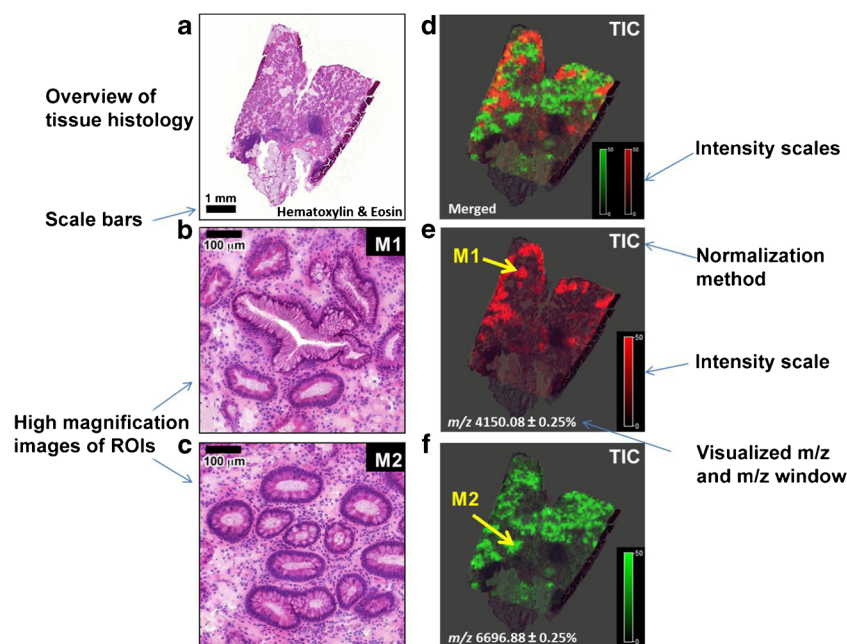 a
Overview of
tissue histology
1 mm
Hematoxylin & Eosin
Scale bars
d
TIC
50
50
0
0
Merged
Intensity scales
b
100 µm
M1
e
TIC
M1
50
0
m/z 4150.08 ± 0.25%
Normalization
method
Intensity scale
High magnification
images of ROIs
c
100 µm
M2
f
TIC
M2
50
0
m/z 6696.88 ± 0.25%
Visualized m/z
and m/z window